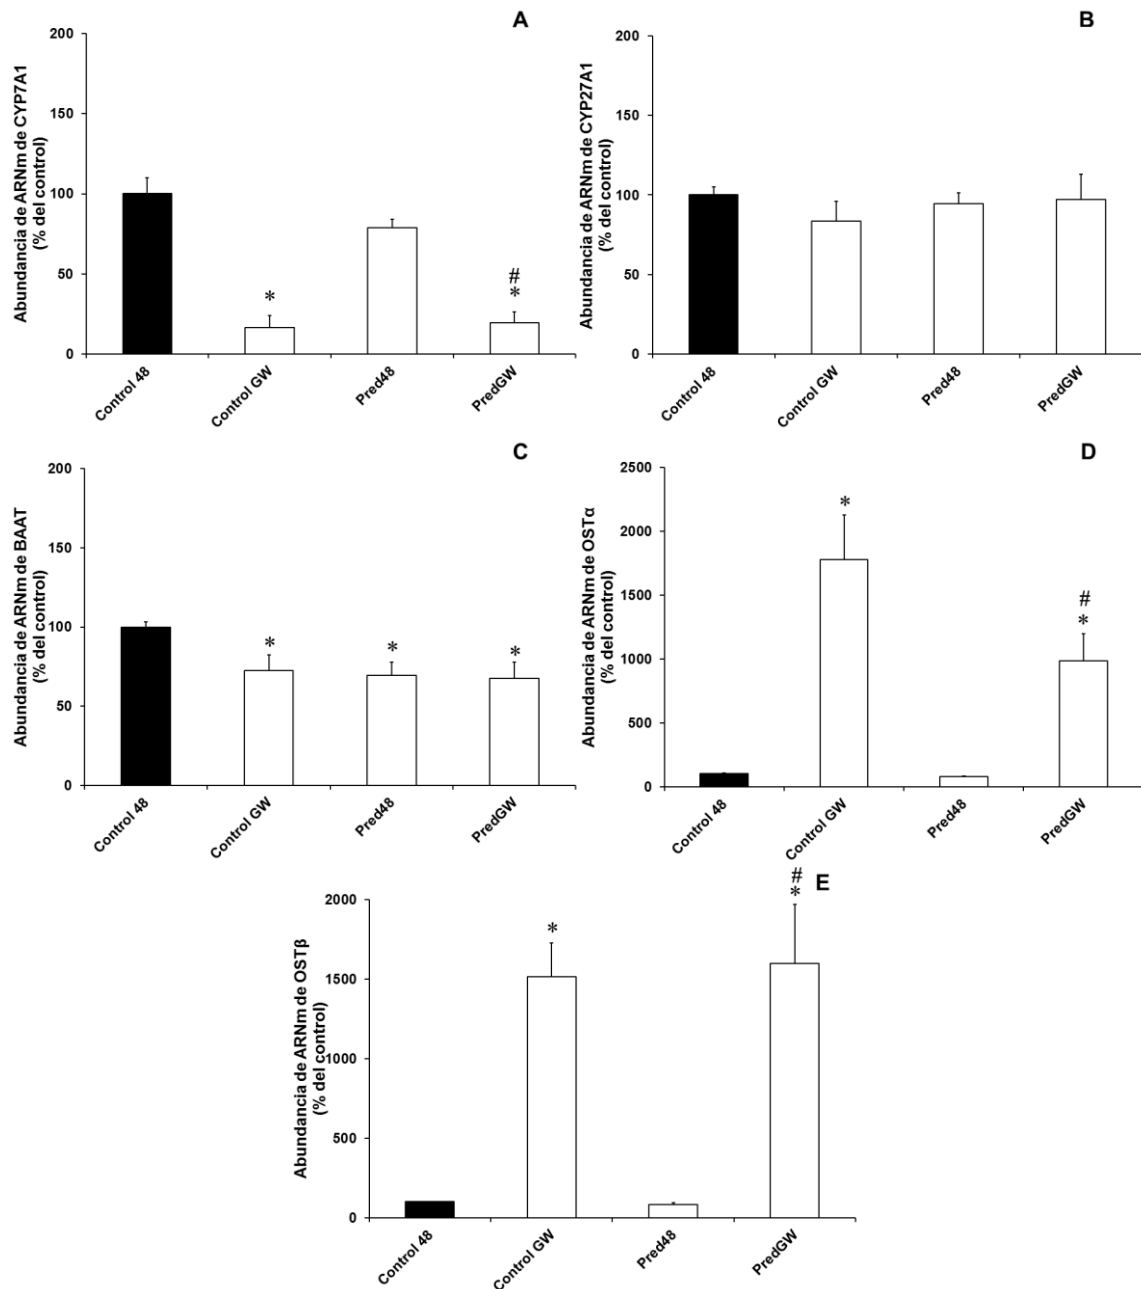 A
Abundancia de ARNm de CYP7A1
(% del control)
200
150
100
50
0
*
#
*
Control 48
Control GW
Pred48
PredGW
B
Abundancia de ARNm de CYP27A1
(% del control)
200
150
100
50
0
Control 48
Control GW
Pred48
PredGW
C
Abundancia de ARNm de BAAT
(% del control)
200
150
100
50
0
*
*
*
Control 48
Control GW
Pred48
PredGW
D
Abundancia de ARNm de OSTα
(% del control)
2500
2000
1500
1000
500
0
*
#
*
Control 48
Control GW
Pred48
PredGW
E
Abundancia de ARNm de OSTβ
(% del control)
2000
1500
1000
500
0
*
#
*
Control 48
Control GW
Pred48
PredGW